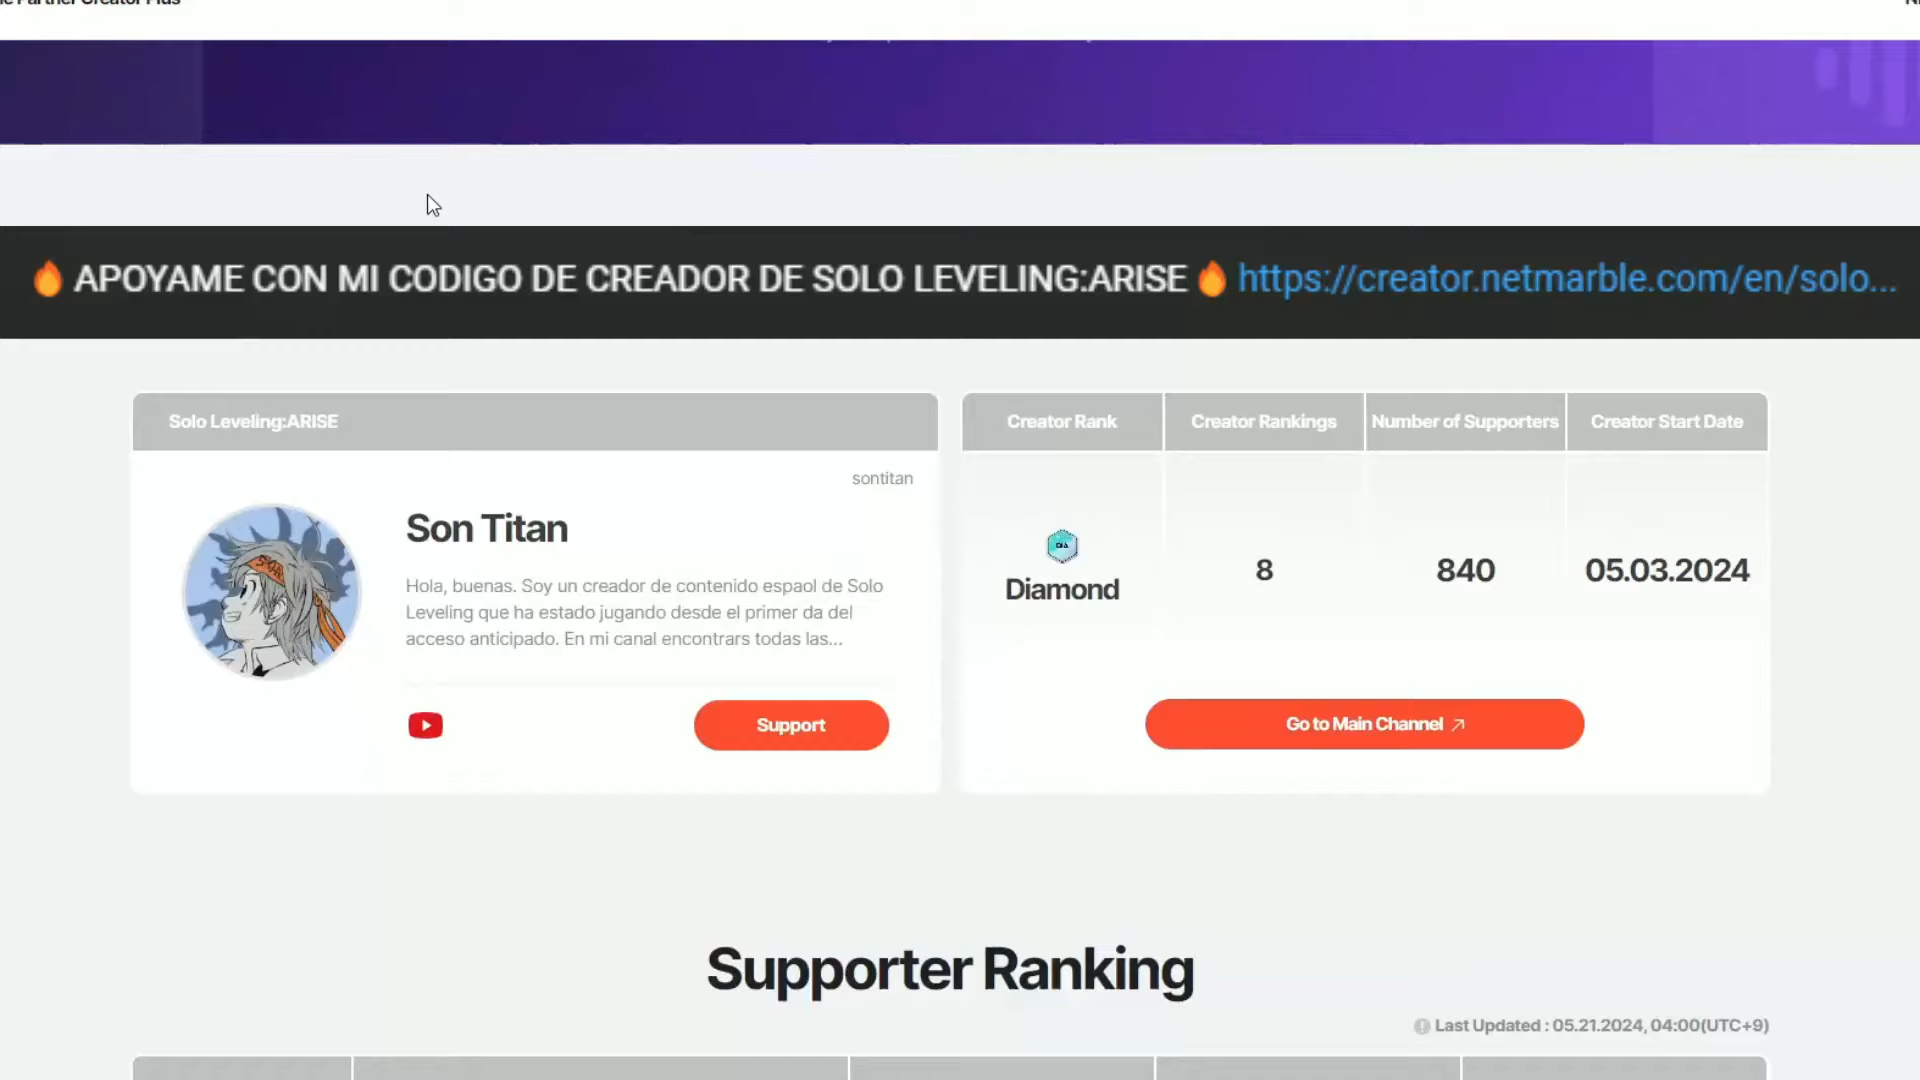 Partner Creator Plus
🔥 APOYAME CON MI CODIGO DE CREADOR DE SOLO LEVELING:ARISE 🔥 https://creator.netmarble.com/en/solo...
Solo Leveling:ARISE
sontitan
Son Titan
Hola, buenas. Soy un creador de contenido espaol de Solo
Leveling que ha estado jugando desde el primer da del
acceso anticipado. En mi canal encontrars todas las...
Support
Creator Rank Creator Rankings Number of Supporters Creator Start Date
DIA
Diamond 8 840 05.03.2024
Go to Main Channel
Supporter Ranking
Last Updated : 05.21.2024, 04:00(UTC+9)